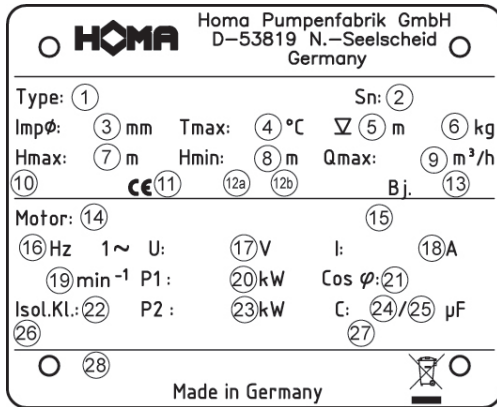 HOMA Homa Pumpenfabrik GmbH
D-53819 N.-Seelscheid
Germany
Type: 1 Sn: 2
ImpØ: 3 mm Tmax: 4 °C 5 m 6 kg
Hmax: 7 m Hmin: 8 m Qmax: 9 m³/h
10 CE 11 12a 12b Bj. 13
Motor: 14 15
16 Hz 1~ U: 17 V I: 18 A
19 min⁻¹ P1: 20 kW Cos φ: 21
Isol.Kl.: 22 P2: 23 kW C: 24/25 µF
26 27
28
Made in Germany